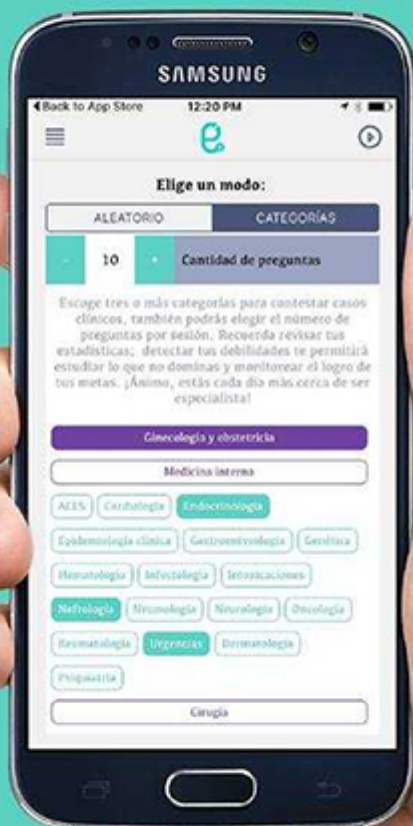 SAMSUNG
Back to App Store 12:20 PM
e.
Elige un modo:
ALEATORIO CATEGORÍAS
- 10 + Cantidad de preguntas
Escoge tres o más categorías para contestar casos
clínicos, también podrás elegir el número de
preguntas por sesión. Recuerda revisar tus
estadísticas; detectar tus debilidades te permitirá
estudiar lo que no dominas y monitorear el logro de
tus metas. ¡Ánimo, estás cada día más cerca de ser
especialista!
Ginecología y obstetricia
Medicina interna
Cardiología Endocrinología
Epidemiología clínica Gastroenterología Genética
Hematología Infectología Intoxicaciones
Nefrología Neumología Neurología Oncología
Reumatología Urgencias Dermatología
Psiquiatría
Cirugía